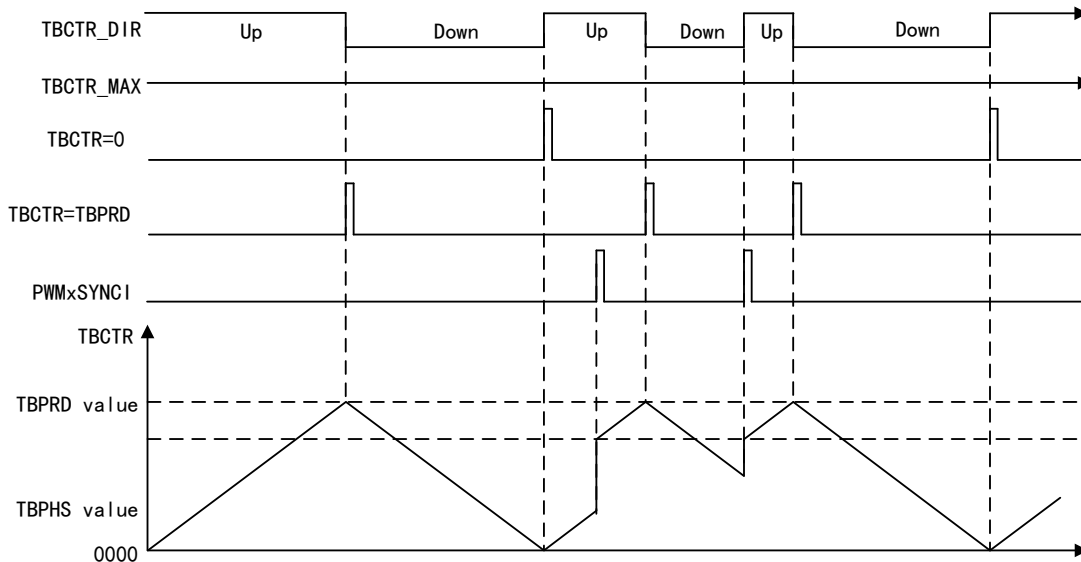 TBCTR_DIR
Up
Down
Up
Down
Up
Down
TBCTR_MAX
TBCTR=0
TBCTR=TBPRD
PWMxSYNCI
TBCTR
TBPRD value
TBPHS value
0000